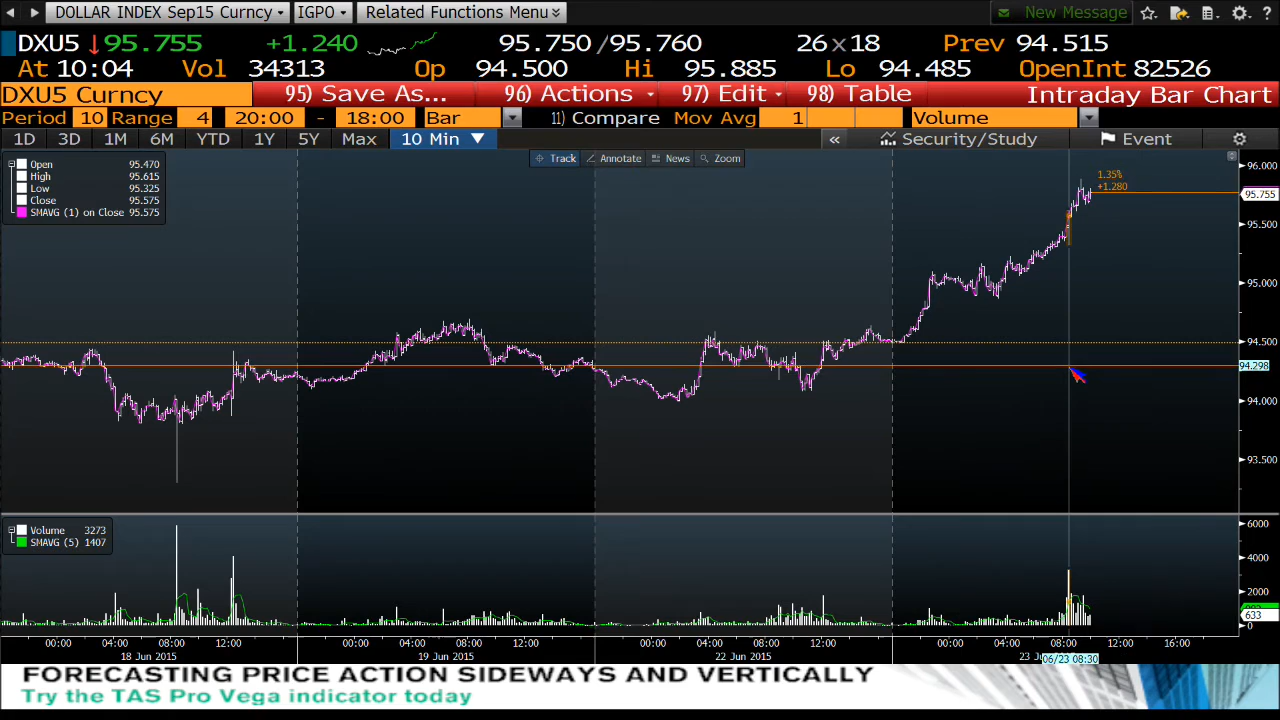 DOLLAR INDEX Sep15 Curncy IGPO Related Functions Menu New Message
DXU5 95.755 +1.240 95.750 /95.760 26 x 18 Prev 94.515
At 10:04 Vol 34313 Op 94.500 Hi 95.885 Lo 94.485 OpenInt 82526
DXU5 Curncy 95) Save As... 96) Actions 97) Edit 98) Table Intraday Bar Chart
Period 10 Range 4 20:00 - 18:00 Bar 11) Compare Mov Avg 1 Volume
1D 3D 1M 6M YTD 1Y 5Y Max 10 Min « Security/Study Event
Track Annotate News Zoom
Open 95.470
High 95.615
Low 95.325
Close 95.575
SMAVG (1) on Close 95.575
1.35%
+1.280
96.000
95.755
95.500
95.000
94.500
94.298
94.000
93.500
Volume 3273
SMAVG (5) 1407
6000
4000
2000
633
0
00:00 04:00 08:00 12:00 00:00 04:00 08:00 12:00 00:00 04:00 08:00 12:00 00:00 04:00 08:00 12:00 16:00
18 Jun 2015 19 Jun 2015 22 Jun 2015 23 06/23 08:30
FORECASTING PRICE ACTION SIDEWAYS AND VERTICALLY
Try the TAS Pro Vega indicator today